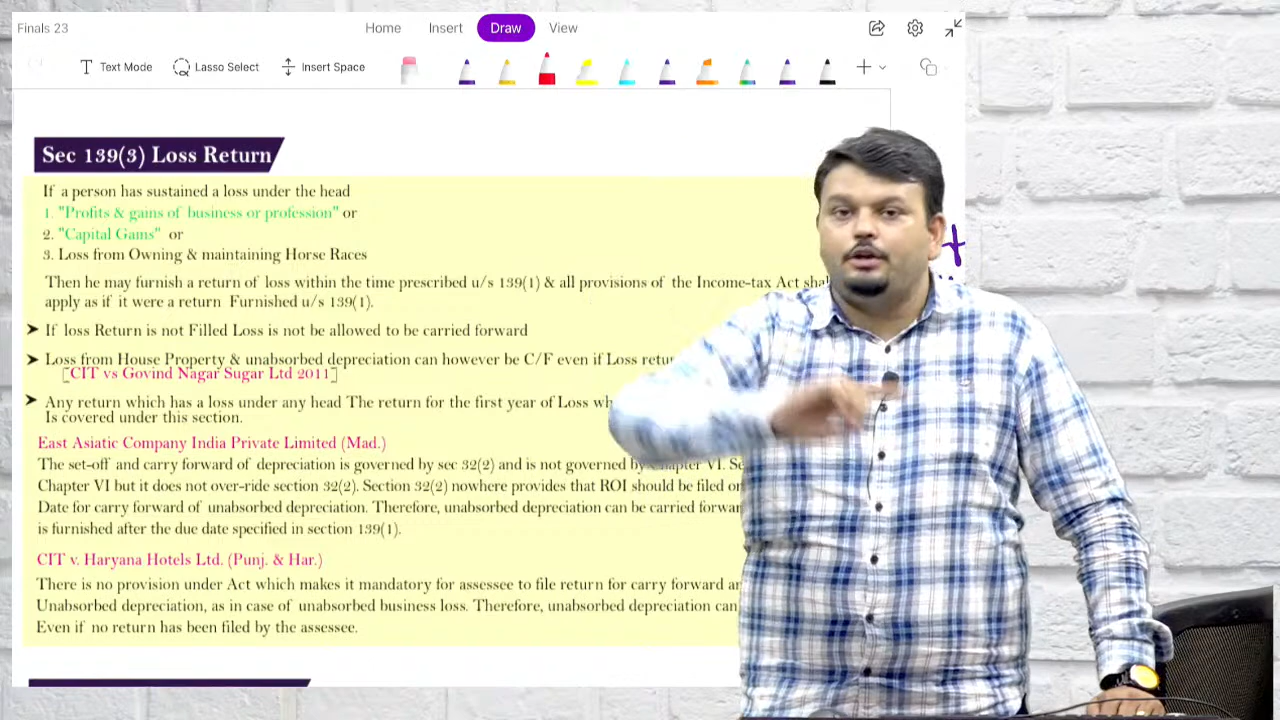 Finals 23
Home Insert Draw View
Text Mode Lasso Select Insert Space
Sec 139(3) Loss Return
If a person has sustained a loss under the head
1. "Profits & gains of business or profession" or
2. "Capital Gams" or
3. Loss from Owning & maintaining Horse Races
Then he may furnish a return of loss within the time prescribed u/s 139(1) & all provisions of the Income-tax Act
apply as if it were a return Furnished u/s 139(1).
➤ If loss Return is not Filled Loss is not be allowed to be carried forward
➤ Loss from House Property & unabsorbed depreciation can however be C/F even if Loss
[CIT vs Govind Nagar Sugar Ltd 2011]
➤ Any return which has a loss under any head The return for the first year of Loss
Is covered under this section.
East Asiatic Company India Private Limited (Mad.)
The set-off and carry forward of depreciation is governed by sec 32(2) and is not governed by Chapter VI.
Chapter VI but it does not over-ride section 32(2). Section 32(2) nowhere provides that ROI should be filed
Date for carry forward of unabsorbed depreciation. Therefore, unabsorbed depreciation can be carried
is furnished after the due date specified in section 139(1).
CIT v. Haryana Hotels Ltd. (Punj. & Har.)
There is no provision under Act which makes it mandatory for assessee to file return for carry forward
Unabsorbed depreciation, as in case of unabsorbed business loss. Therefore, unabsorbed depreciation can
Even if no return has been filed by the assessee.